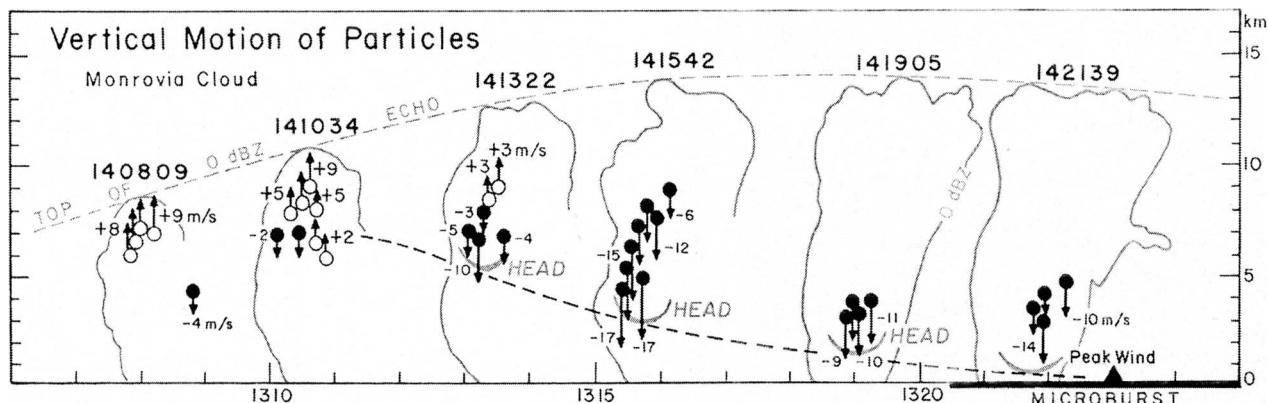 Vertical Motion of Particles
Monrovia Cloud
km
15
10
5
0
TOP OF 0 dBZ ECHO
140809
+8
+9 m/s
-4 m/s
141034
+9
+5
+5
-2
+2
141322
+3
+3 m/s
-3
-5
-4
-10
HEAD
141542
-6
-12
-15
-17
-17
HEAD
141905
0 dBZ
-11
-9
-10
HEAD
142139
-10 m/s
-14
Peak Wind
1310
1315
1320
MICROBURST